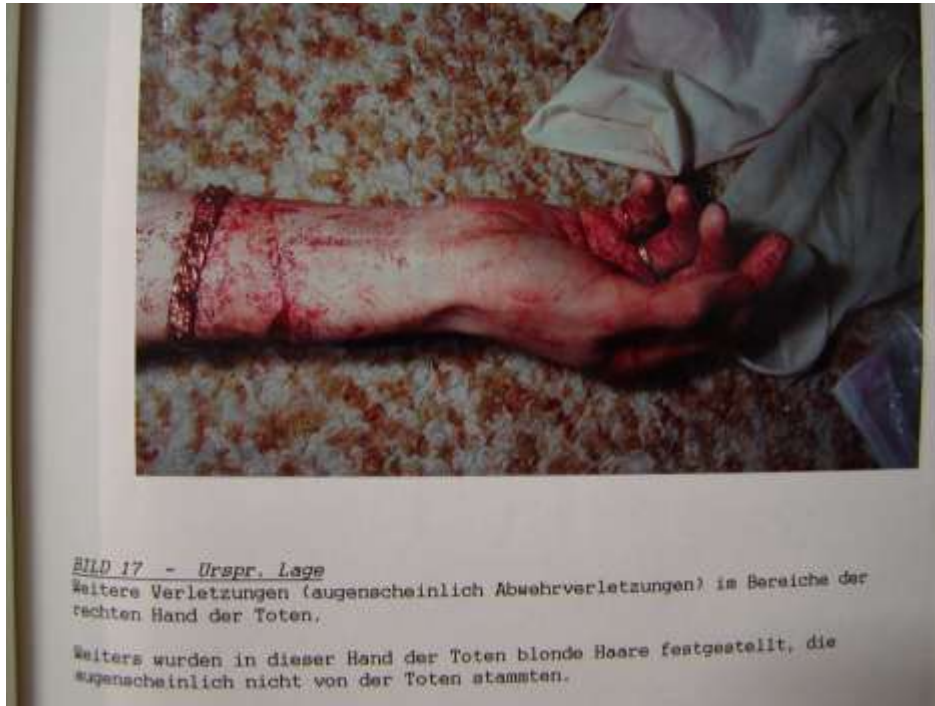 BILD 17 - Urspr. Lage
Weitere Verletzungen (augenscheinlich Abwehrverletzungen) im Bereiche der
rechten Hand der Toten.
Weiters wurden in dieser Hand der Toten blonde Haare festgestellt, die
augenscheinlich nicht von der Toten stammten.